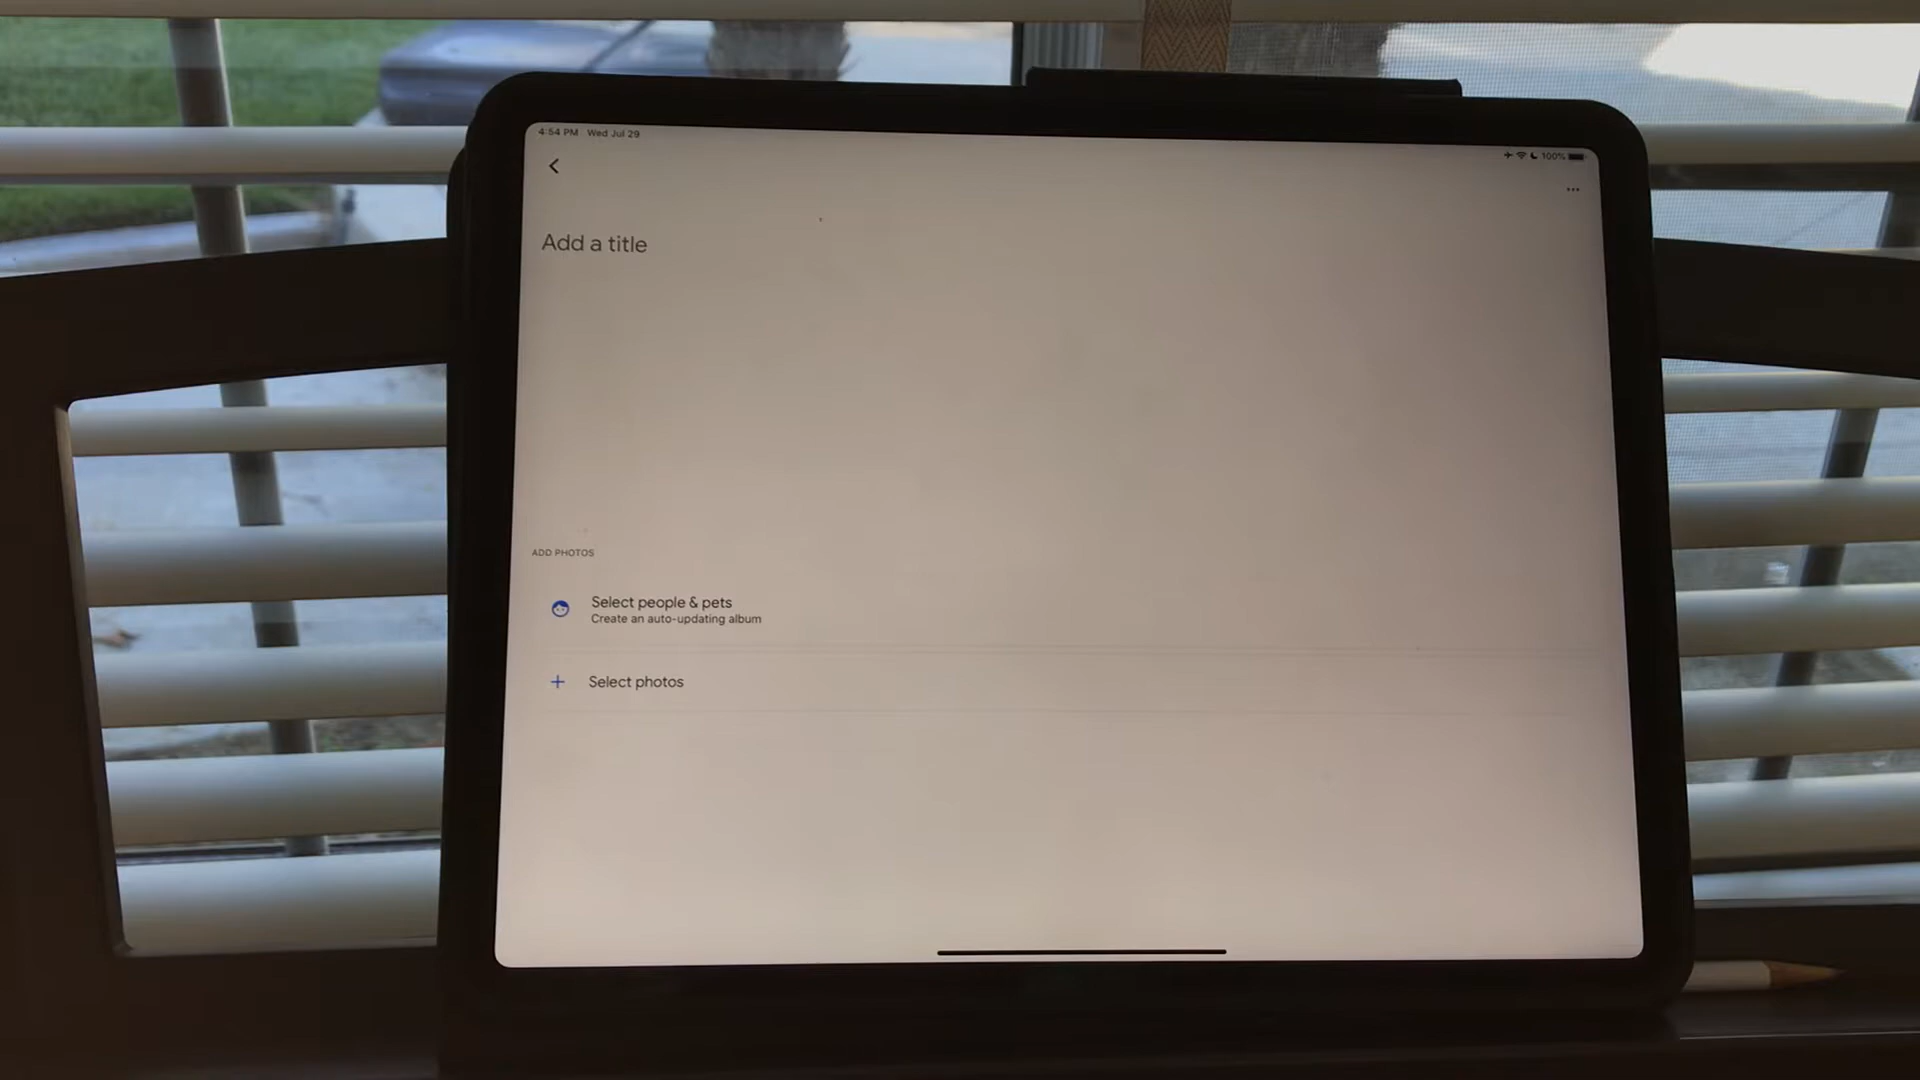 4:54 PM Wed Jul 29
100%
Add a title
ADD PHOTOS
Select people & pets
Create an auto-updating album
Select photos